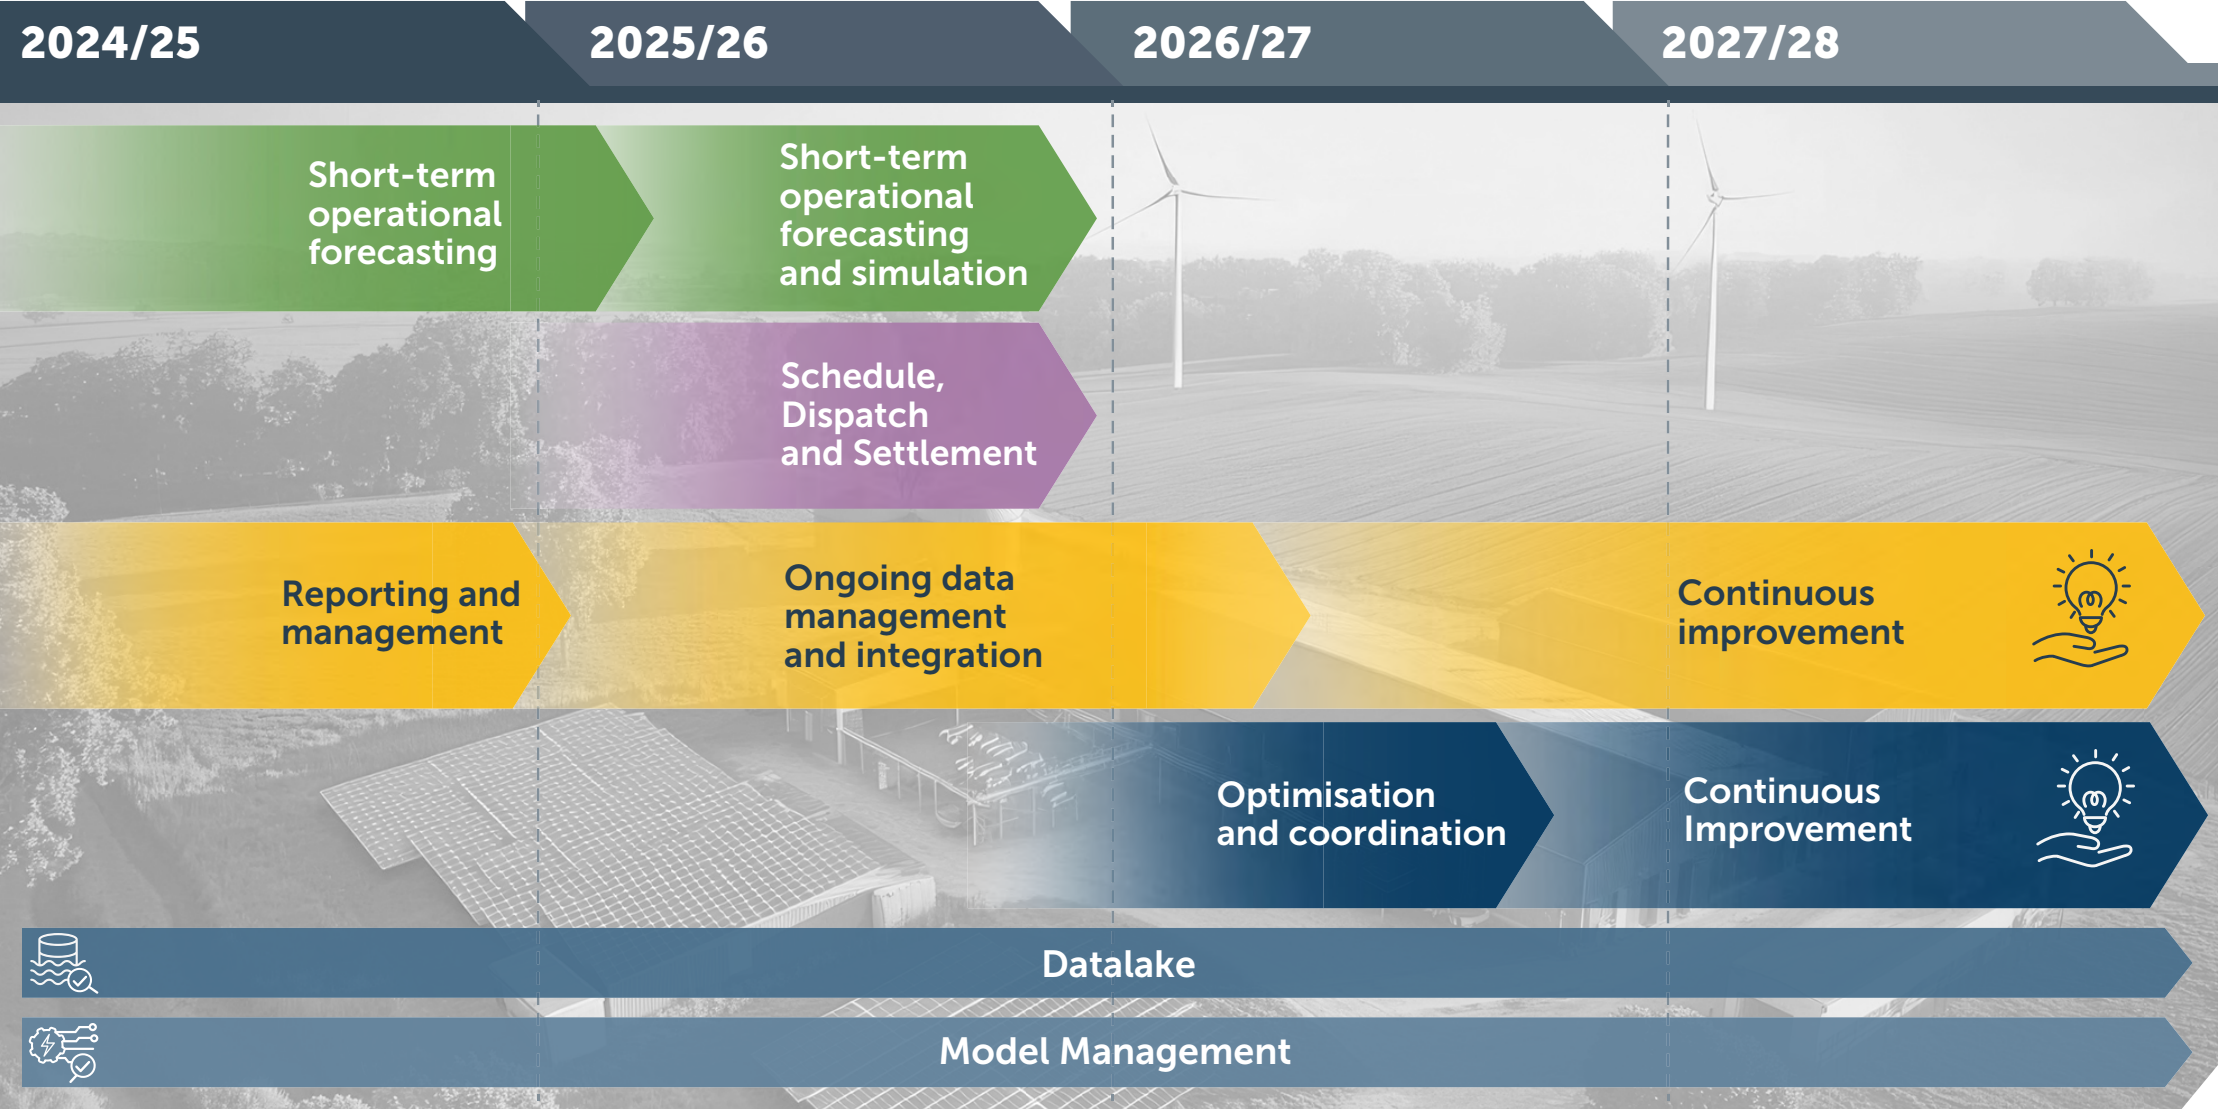 2024/25
2025/26
2026/27
2027/28
Short-term
operational
forecasting
Short-term
operational
forecasting
and simulation
Schedule,
Dispatch
and Settlement
Reporting and
management
Ongoing data
management
and integration
Continuous
improvement
Optimisation
and coordination
Continuous
Improvement
Datalake
Model Management